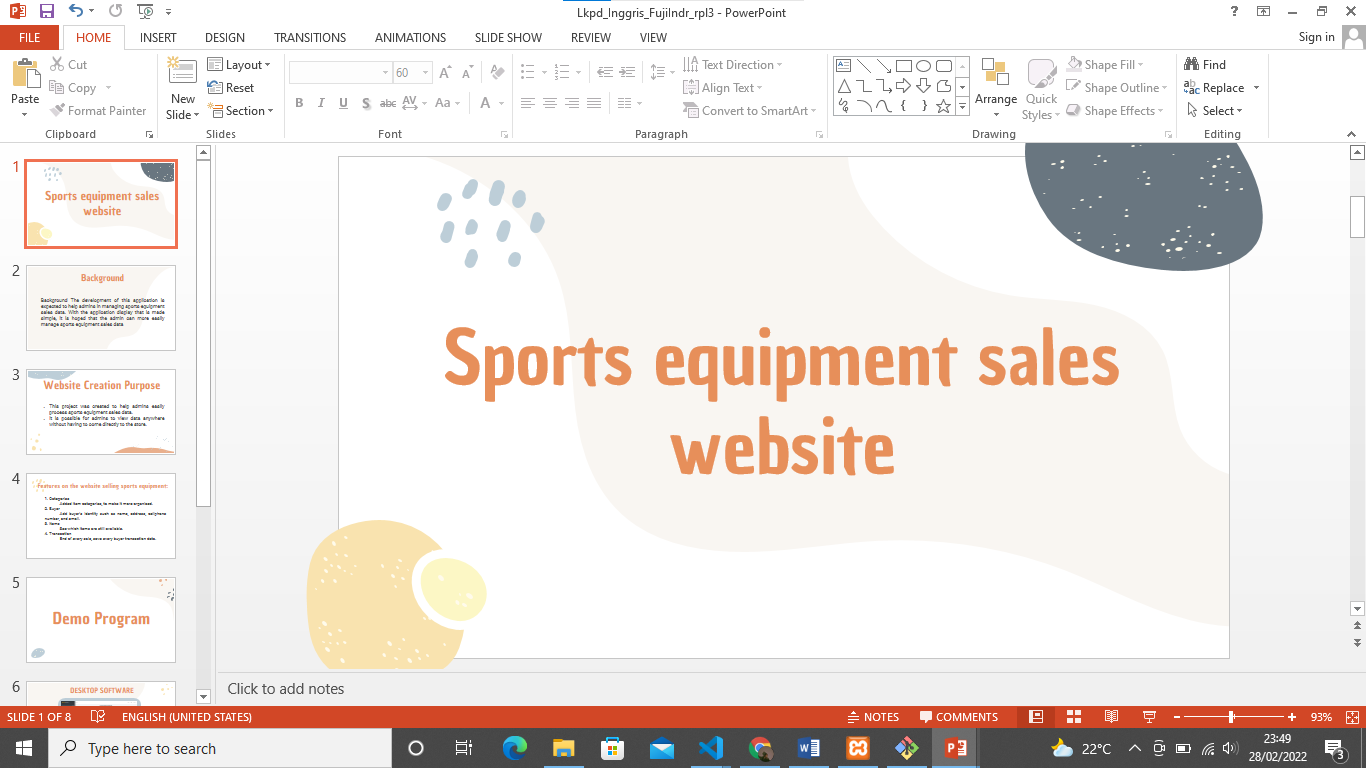 Lkpd_Inggris_FujiIndr_rpl3 - PowerPoint
?
FILE HOME INSERT DESIGN TRANSITIONS ANIMATIONS SLIDE SHOW REVIEW VIEW Sign in
Paste
Cut
Copy
Format Painter
Clipboard
New
Slide
Layout
Reset
Section
Slides
60
B I U S abc AV Aa A
Font
Text Direction
Align Text
Convert to SmartArt
Paragraph
Arrange
Quick
Styles
Shape Fill
Shape Outline
Shape Effects
Drawing
Find
Replace
Select
Editing
1
Sports equipment sales
website
2
Background
Background The development of this application is
expected to help admins in managing sports equipment
sales data. With the application display that is made
simple, it is hoped that the admin can more easily
manage sports equipment sales data
3
Website Creation Purpose
This project was created to help admins easily
process sports equipment sales data.
It is possible for admins to view data anywhere
without having to come directly to the store.
4
Features on the website selling sports equipment:
1. Categories
Added item categories, to make it more organized.
2. Buyer
Add buyer's identity such as name, address, cellphone
number, and email.
3. Items
See which items are still available.
4. Transaction
End of every sale, save every buyer transaction data.
5
Demo Program
6
DESKTOP SOFTWARE
Sports equipment sales
website
Click to add notes
SLIDE 1 OF 8 ENGLISH (UNITED STATES) NOTES COMMENTS 93%
Type here to search
22°C
23:49
28/02/2022
3